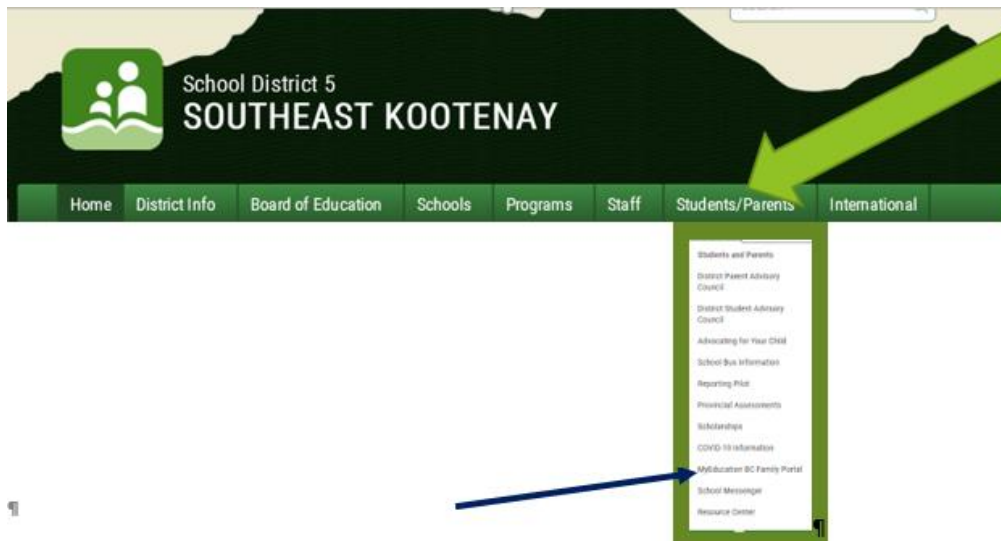 School District 5
SOUTHEAST KOOTENAY
Home District Info Board of Education Schools Programs Staff Students/Parents International
Students and Parents
District Parent Advisory
Council
District Student Advisory
Council
Advocating for Your Child
School Bus Information
Reporting Pilot
Provincial Assessments
Scholarships
COVID-19 Information
MyEducation BC Family Portal
School Messenger
Resource Center
¶
¶